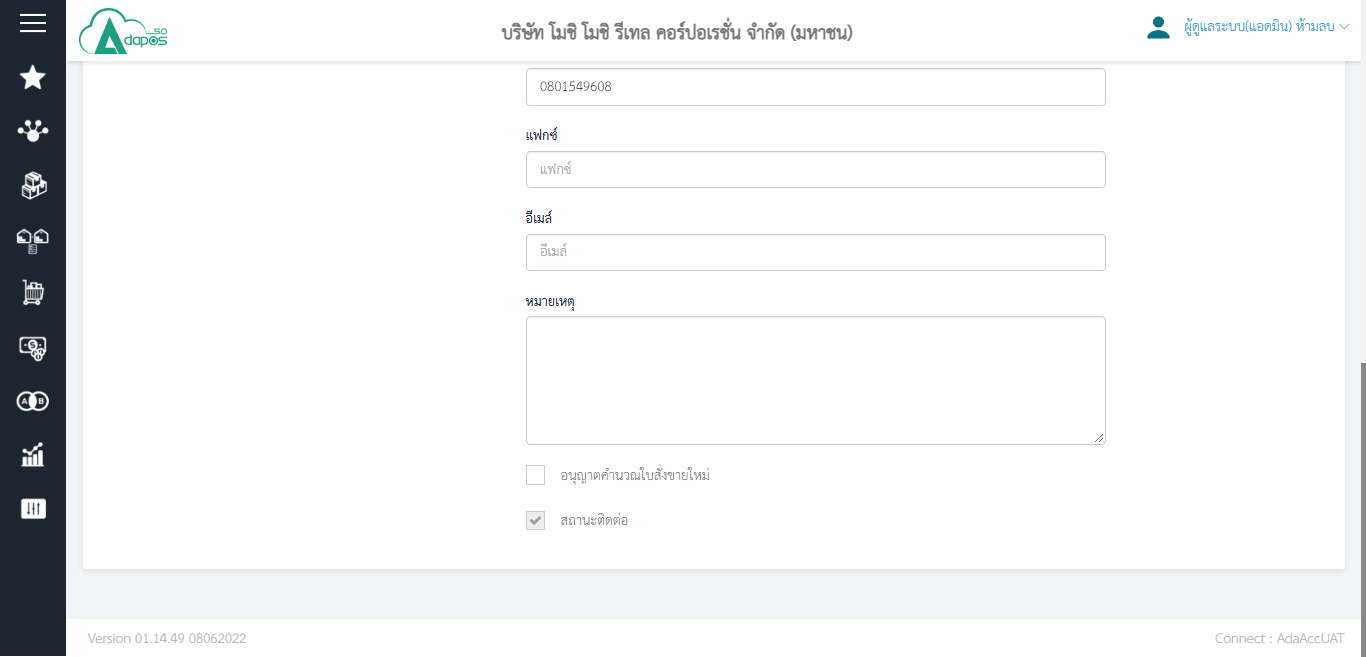 Adapos SO
บริษัท โมชิ โมชิ รีเทล คอร์ปอเรชั่น จำกัด (มหาชน)
ผู้ดูแลระบบ(แอดมิน) ห้ามลบ
0801549608
แฟกซ์
แฟกซ์
อีเมล์
อีเมล์
หมายเหตุ
อนุญาตคำนวณใบสั่งขายใหม่
สถานะติดต่อ
A B
Version 01.14.49 08062022
Connect : AdaAccUAT